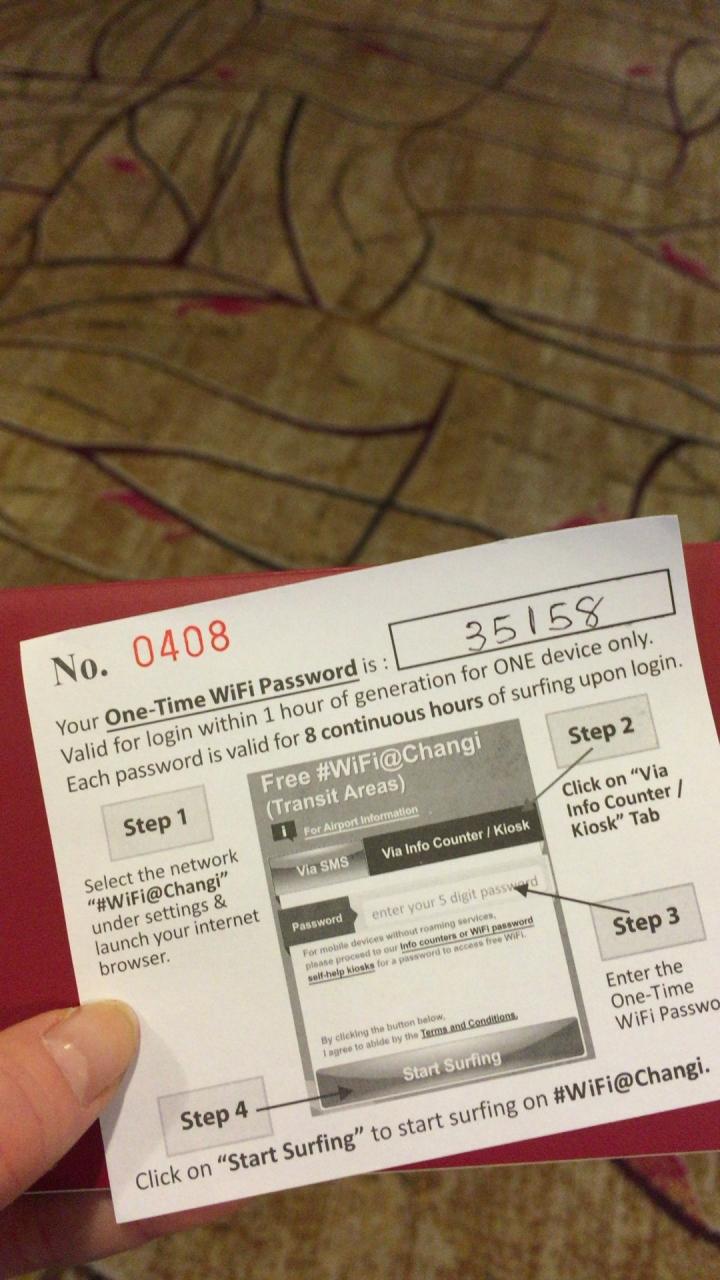 No. 0408
35158
Your One-Time WiFi Password is :
Valid for login within 1 hour of generation for ONE device only.
Each password is valid for 8 continuous hours of surfing upon login.
Step 1
Select the network
“#WiFi@Changi”
under settings &
launch your internet
browser.
Free #WiFi@Changi
(Transit Areas)
i For Airport Information
Via SMS
Via Info Counter / Kiosk
Password
enter your 5 digit password
For mobile devices without roaming services,
please proceed to our Info counters or WiFi password
self-help kiosks for a password to access free WiFi.
By clicking the button below,
I agree to abide by the Terms and Conditions.
Start Surfing
Step 2
Click on “Via
Info Counter /
Kiosk” Tab
Step 3
Enter the
One-Time
WiFi Passwo
Step 4
Click on “Start Surfing” to start surfing on #WiFi@Changi.